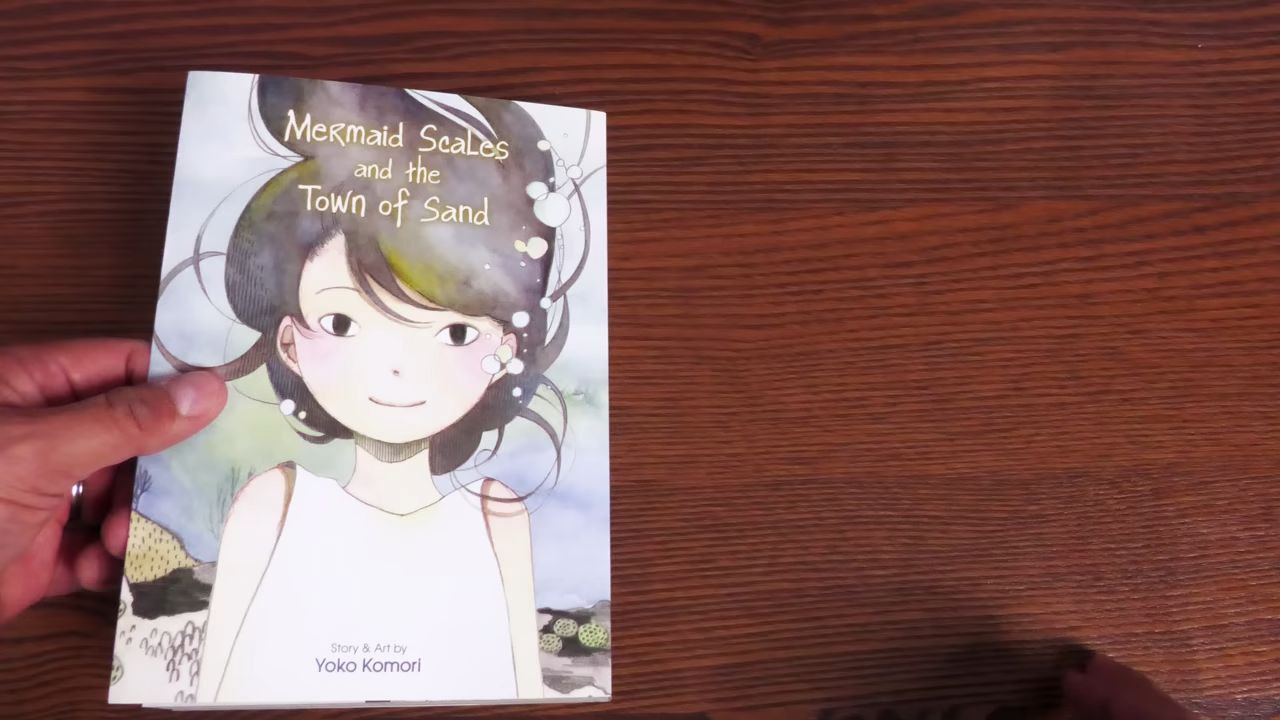 Mermaid Scales
and the
Town of Sand
Story & Art by
Yoko Komori